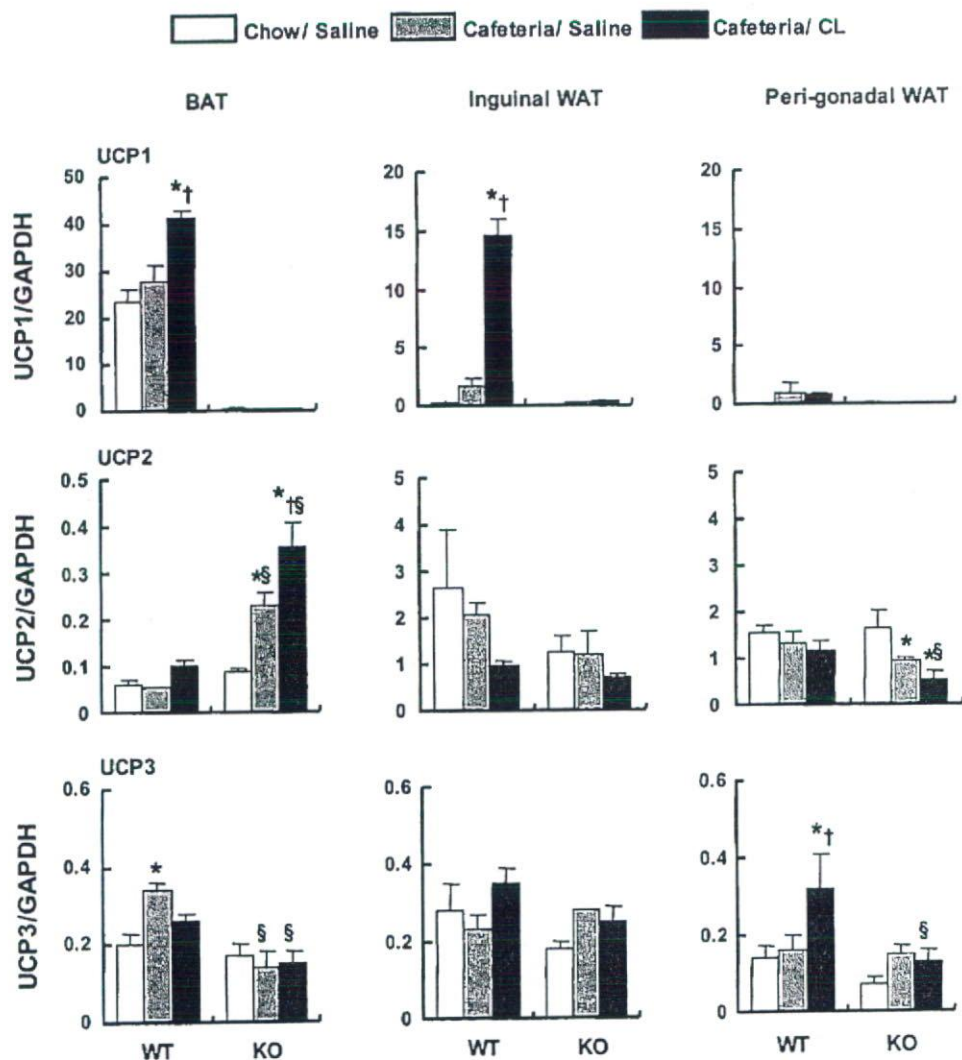 Chow/ Saline Cafeteria/ Saline Cafeteria/ CL
BAT Inguinal WAT Peri-gonadal WAT
UCP1
UCP1/GAPDH
50 40 30 20 10 0
*†
20 15 10 5 0
*†
20 15 10 5 0
UCP2
UCP2/GAPDH
0.5 0.4 0.3 0.2 0.1 0
*§ *†§
5 4 3 2 1 0
5 4 3 2 1 0
* *§
UCP3
UCP3/GAPDH
0.6 0.4 0.2 0
* § §
0.6 0.4 0.2 0
0.6 0.4 0.2 0
*† §
WT KO WT KO WT KO